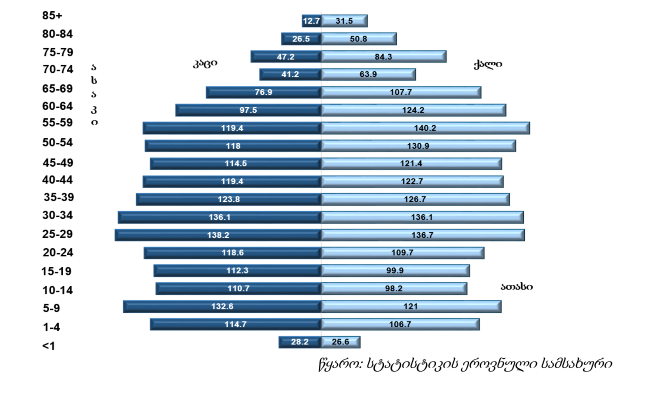 85+ 12.7 31.5
80-84 26.5 50.8
75-79 47.2 84.3
კაცი ქალი
70-74 41.2 63.9
ასაკი
65-69 76.9 107.7
60-64 97.5 124.2
55-59 119.4 140.2
50-54 118 130.9
45-49 114.5 121.4
40-44 119.4 122.7
35-39 123.8 126.7
30-34 136.1 136.1
25-29 138.2 136.7
20-24 118.6 109.7
15-19 112.3 99.9
10-14 110.7 98.2
ათასი
5-9 132.6 121
1-4 114.7 106.7
<1 28.2 26.6
წყარო: სტატისტიკის ეროვნული სამსახური